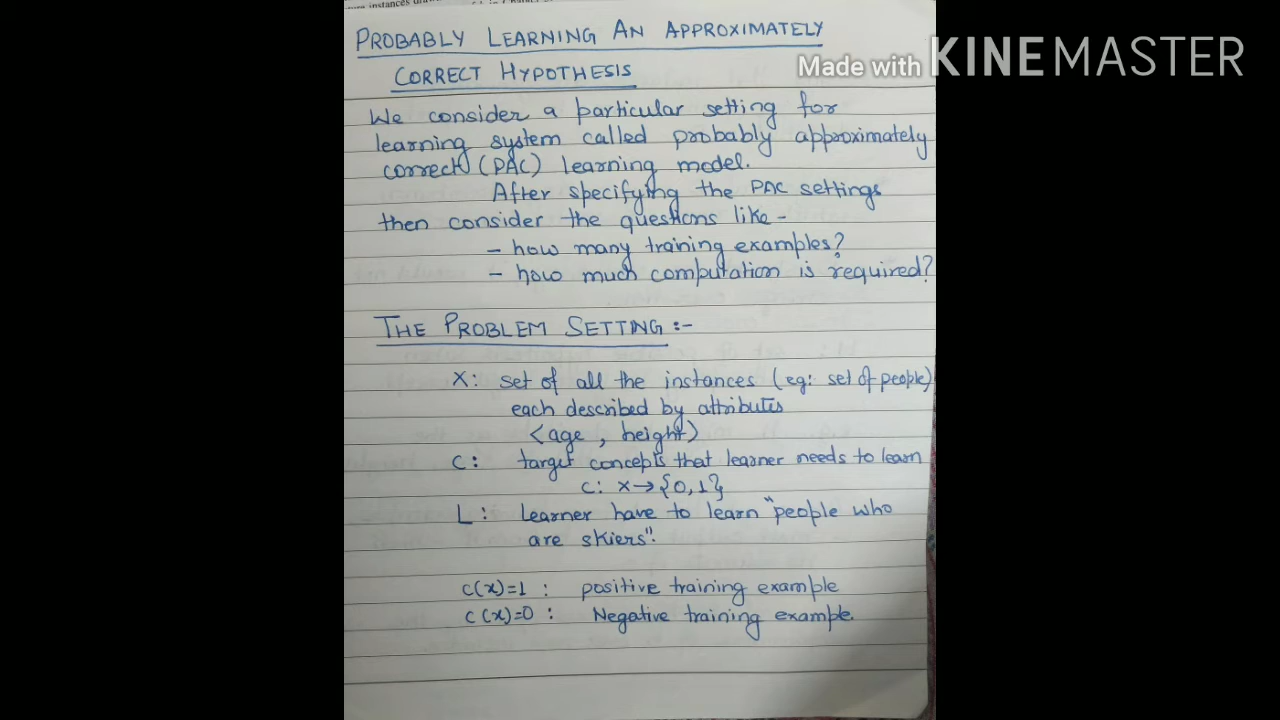 PROBABLY LEARNING AN APPROXIMATELY
CORRECT HYPOTHESIS
Made with KINEMASTER
We consider a particular setting for
learning system called probably approximately
correct (PAC) learning model.
After specifying the PAC settings
then consider the questions like -
- how many training examples?
- how much computation is required?
THE PROBLEM SETTING :-
X: set of all the instances (eg: set of people)
each described by attributes
<age, height>
C: target concepts that learner needs to learn
C: X→{0,1}
L: Learner have to learn "people who
are skiers".
C(x)=1 : positive training example
C(x)=0 : Negative training example.